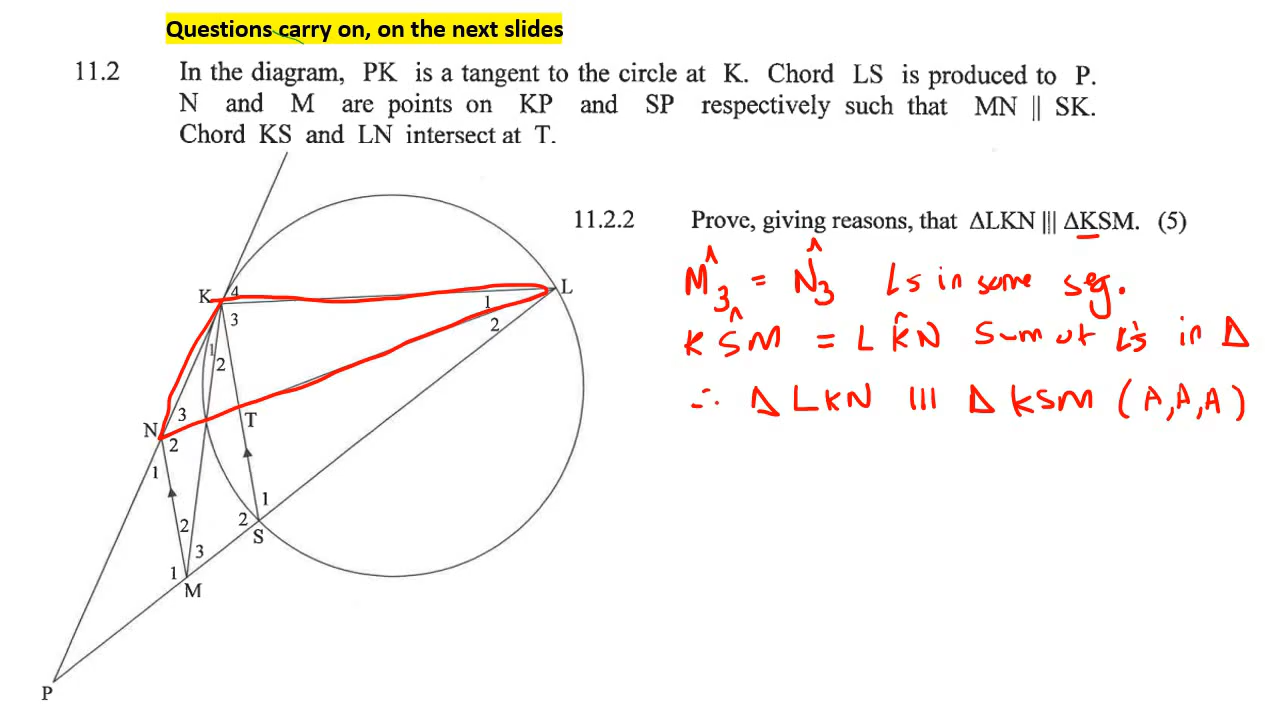 Questions carry on, on the next slides
11.2 In the diagram, PK is a tangent to the circle at K. Chord LS is produced to P.
N and M are points on KP and SP respectively such that MN || SK.
Chord KS and LN intersect at T.
11.2.2 Prove, giving reasons, that ΔLKN ||| ΔKSM. (5)
M̂3 = N̂3 Ls in same seg.
KŜM = LK̂N Sum of L's in Δ
∴ Δ LKN ||| Δ KSM (A,A,A)
K 4 L
1
3 2
1 2
3 T
N 2
1 1
2 2 S
3
1 M
P